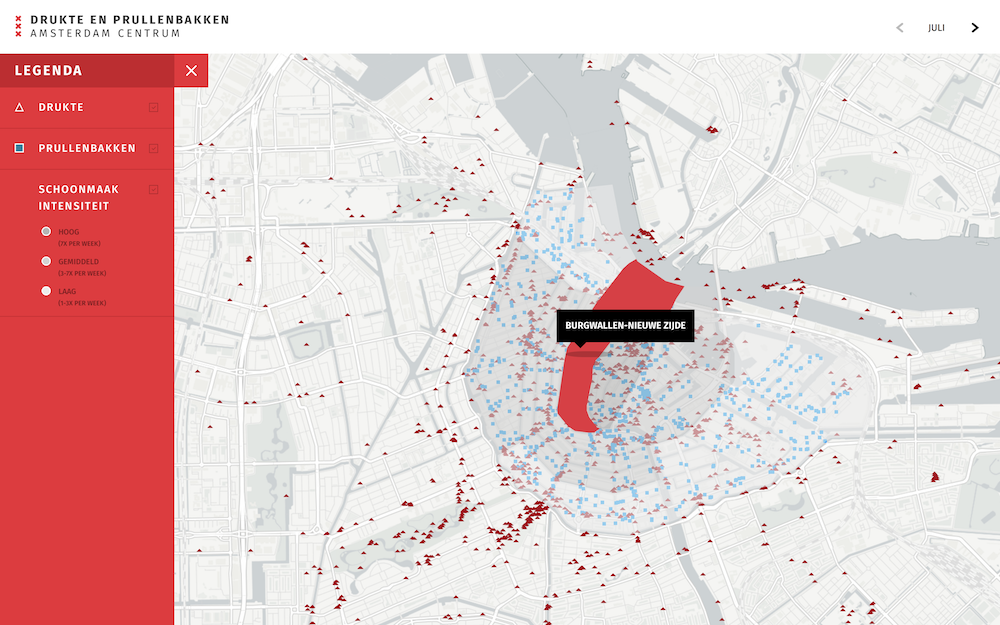 DRUKTE EN PRULLENBAKKEN
AMSTERDAM CENTRUM
JULI
LEGENDA
DRUKTE
PRULLENBAKKEN
SCHOONMAAK
INTENSITEIT
HOOG
(7X PER WEEK)
GEMIDDELD
(3-7X PER WEEK)
LAAG
(1-3X PER WEEK)
BURGWALLEN-NIEUWE ZIJDE